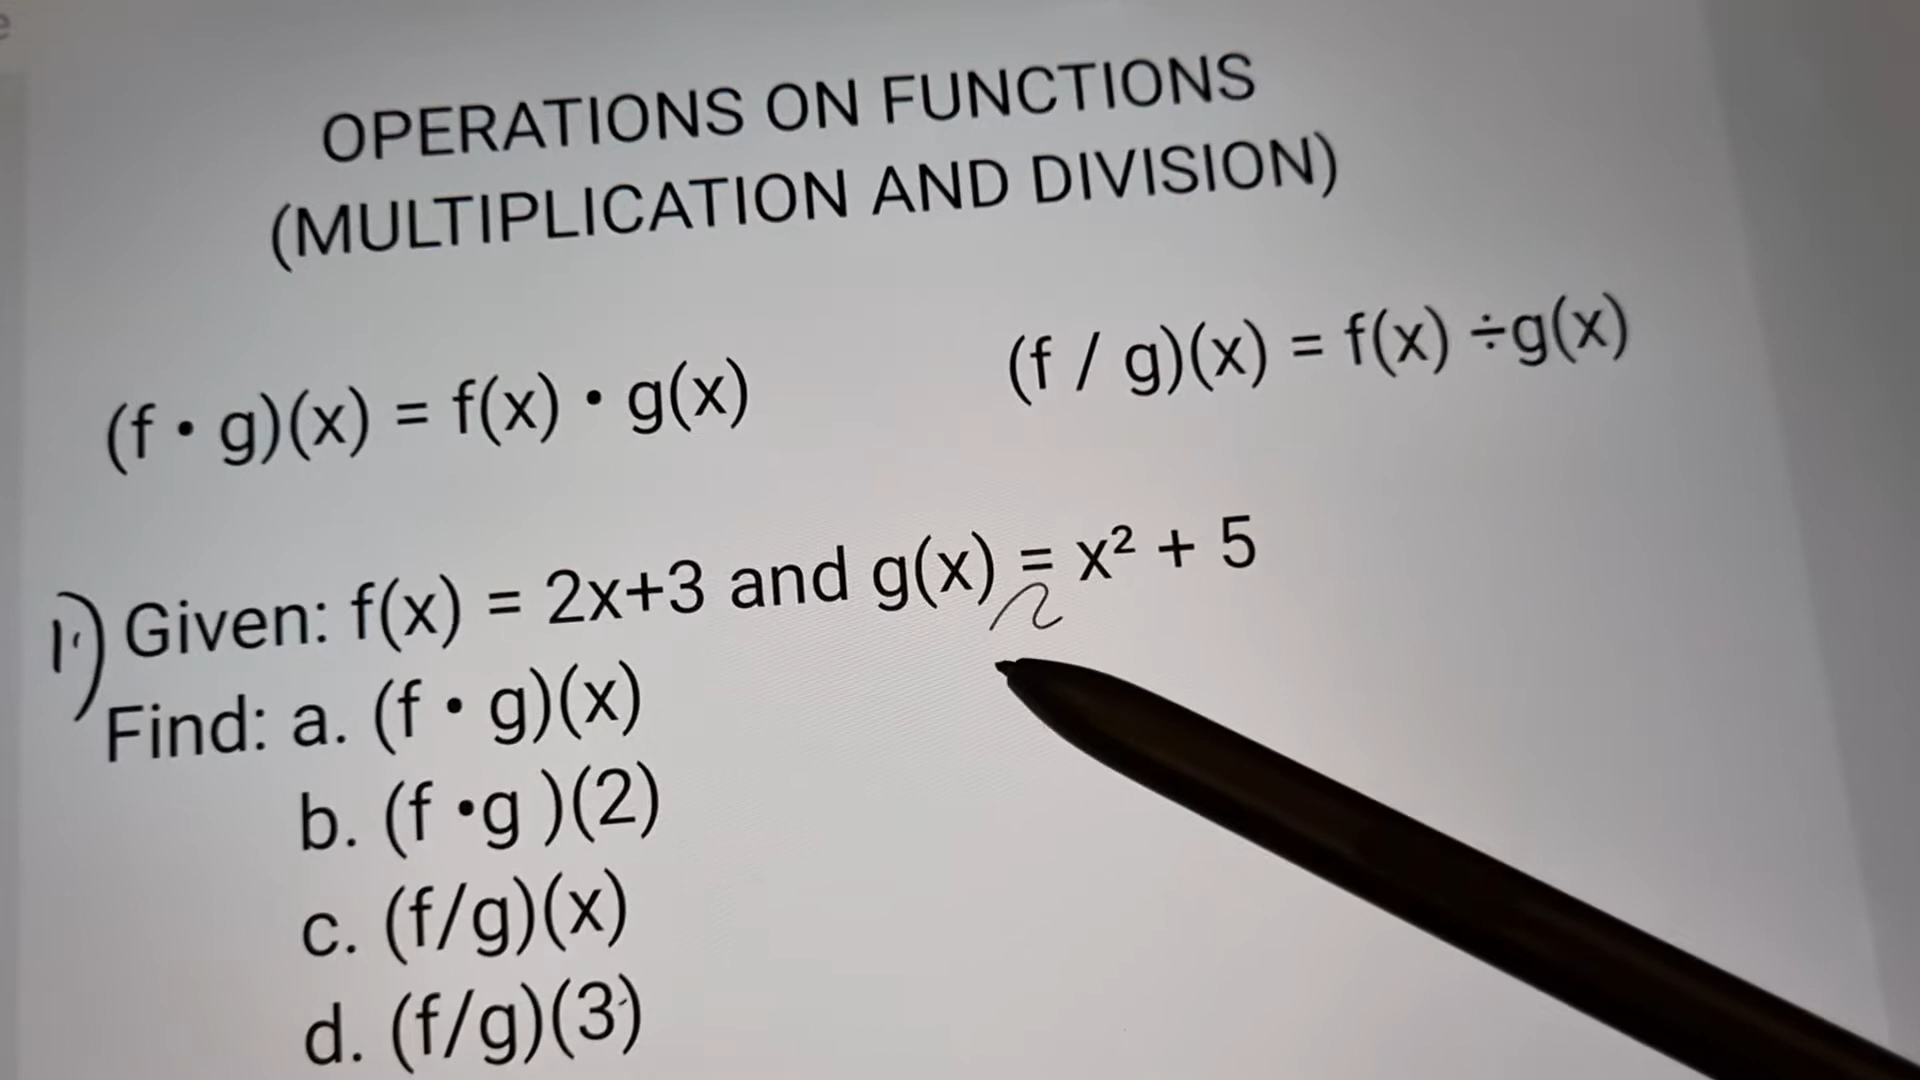 OPERATIONS ON FUNCTIONS
(MULTIPLICATION AND DIVISION)
(f • g)(x) = f(x) • g(x)
(f / g)(x) = f(x) ÷g(x)
1.) Given: f(x) = 2x+3 and g(x) = x² + 5
Find: a. (f • g)(x)
b. (f •g )(2)
c. (f/g)(x)
d. (f/g)(3)